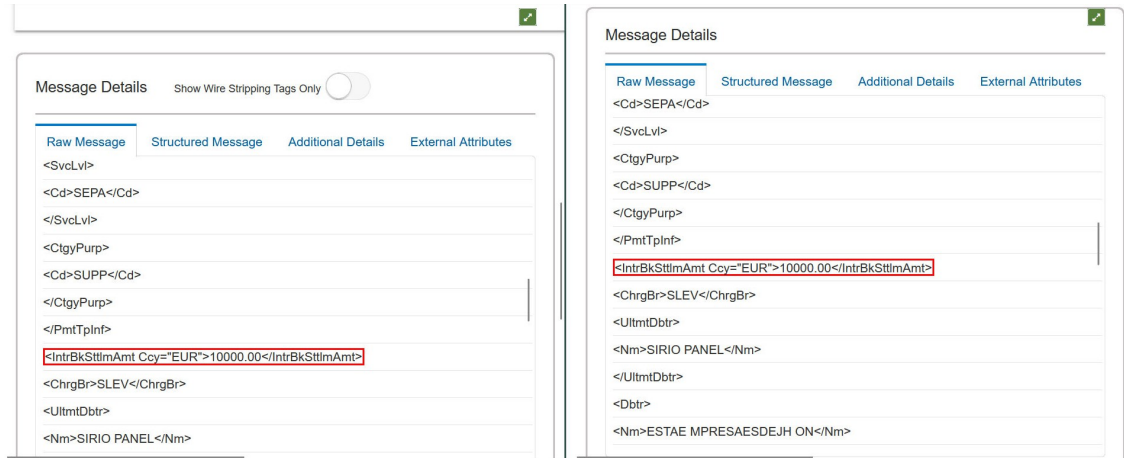 Message Details Show Wire Stripping Tags Only
Raw Message Structured Message Additional Details External Attributes
<SvcLvl>
<Cd>SEPA</Cd>
</SvcLvl>
<CtgyPurp>
<Cd>SUPP</Cd>
</CtgyPurp>
</PmtTpInf>
<IntrBkSttlmAmt Ccy="EUR">10000.00</IntrBkSttlmAmt>
<ChrgBr>SLEV</ChrgBr>
<UltmtDbtr>
<Nm>SIRIO PANEL</Nm>
Message Details
Raw Message Structured Message Additional Details External Attributes
<Cd>SEPA</Cd>
</SvcLvl>
<CtgyPurp>
<Cd>SUPP</Cd>
</CtgyPurp>
</PmtTpInf>
<IntrBkSttlmAmt Ccy="EUR">10000.00</IntrBkSttlmAmt>
<ChrgBr>SLEV</ChrgBr>
<UltmtDbtr>
<Nm>SIRIO PANEL</Nm>
</UltmtDbtr>
<Dbtr>
<Nm>ESTAE MPRESAESDEJH ON</Nm>